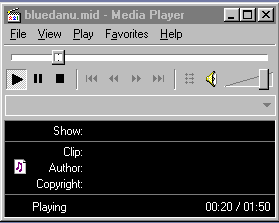 bluedanu.mid - Media Player
File View Play Favorites Help
Show:
Clip:
Author:
Copyright:
Playing 00:20 / 01:50